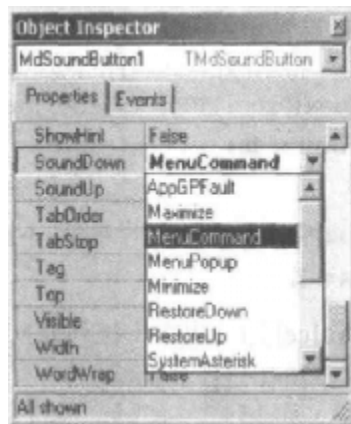 Object Inspector
MdSoundButton1 TMdSoundButton
Properties Events
ShowHint False
SoundDown MenuCommand
SoundUp AppGPFault
TabOrder Maximize
TabStop MenuCommand
Tag MenuPopup
Top Minimize
Visible RestoreDown
Width RestoreUp
WordWrap SystemAsterisk
False
All shown